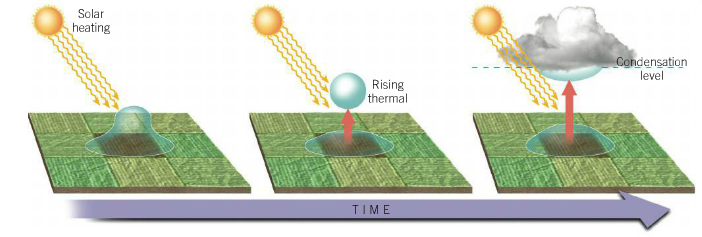 Solar
heating
Rising
thermal
Condensation
level
TIME